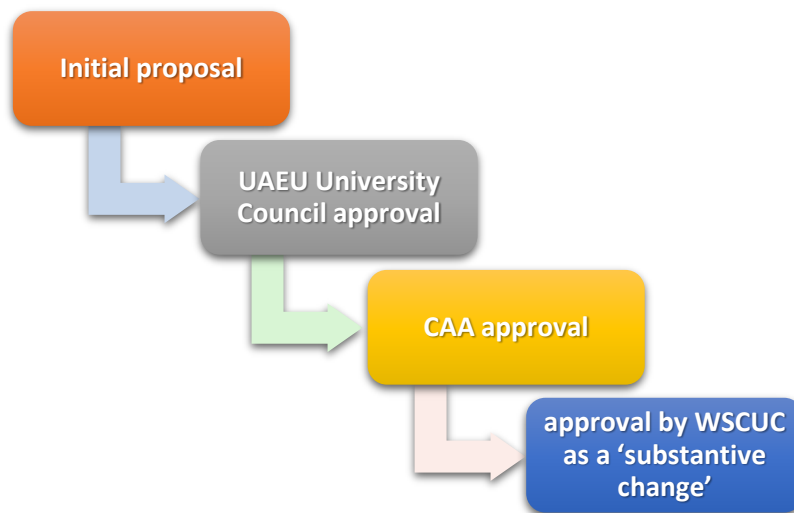 Initial proposal
UAEU University
Council approval
CAA approval
approval by WSCUC
as a ‘substantive
change’